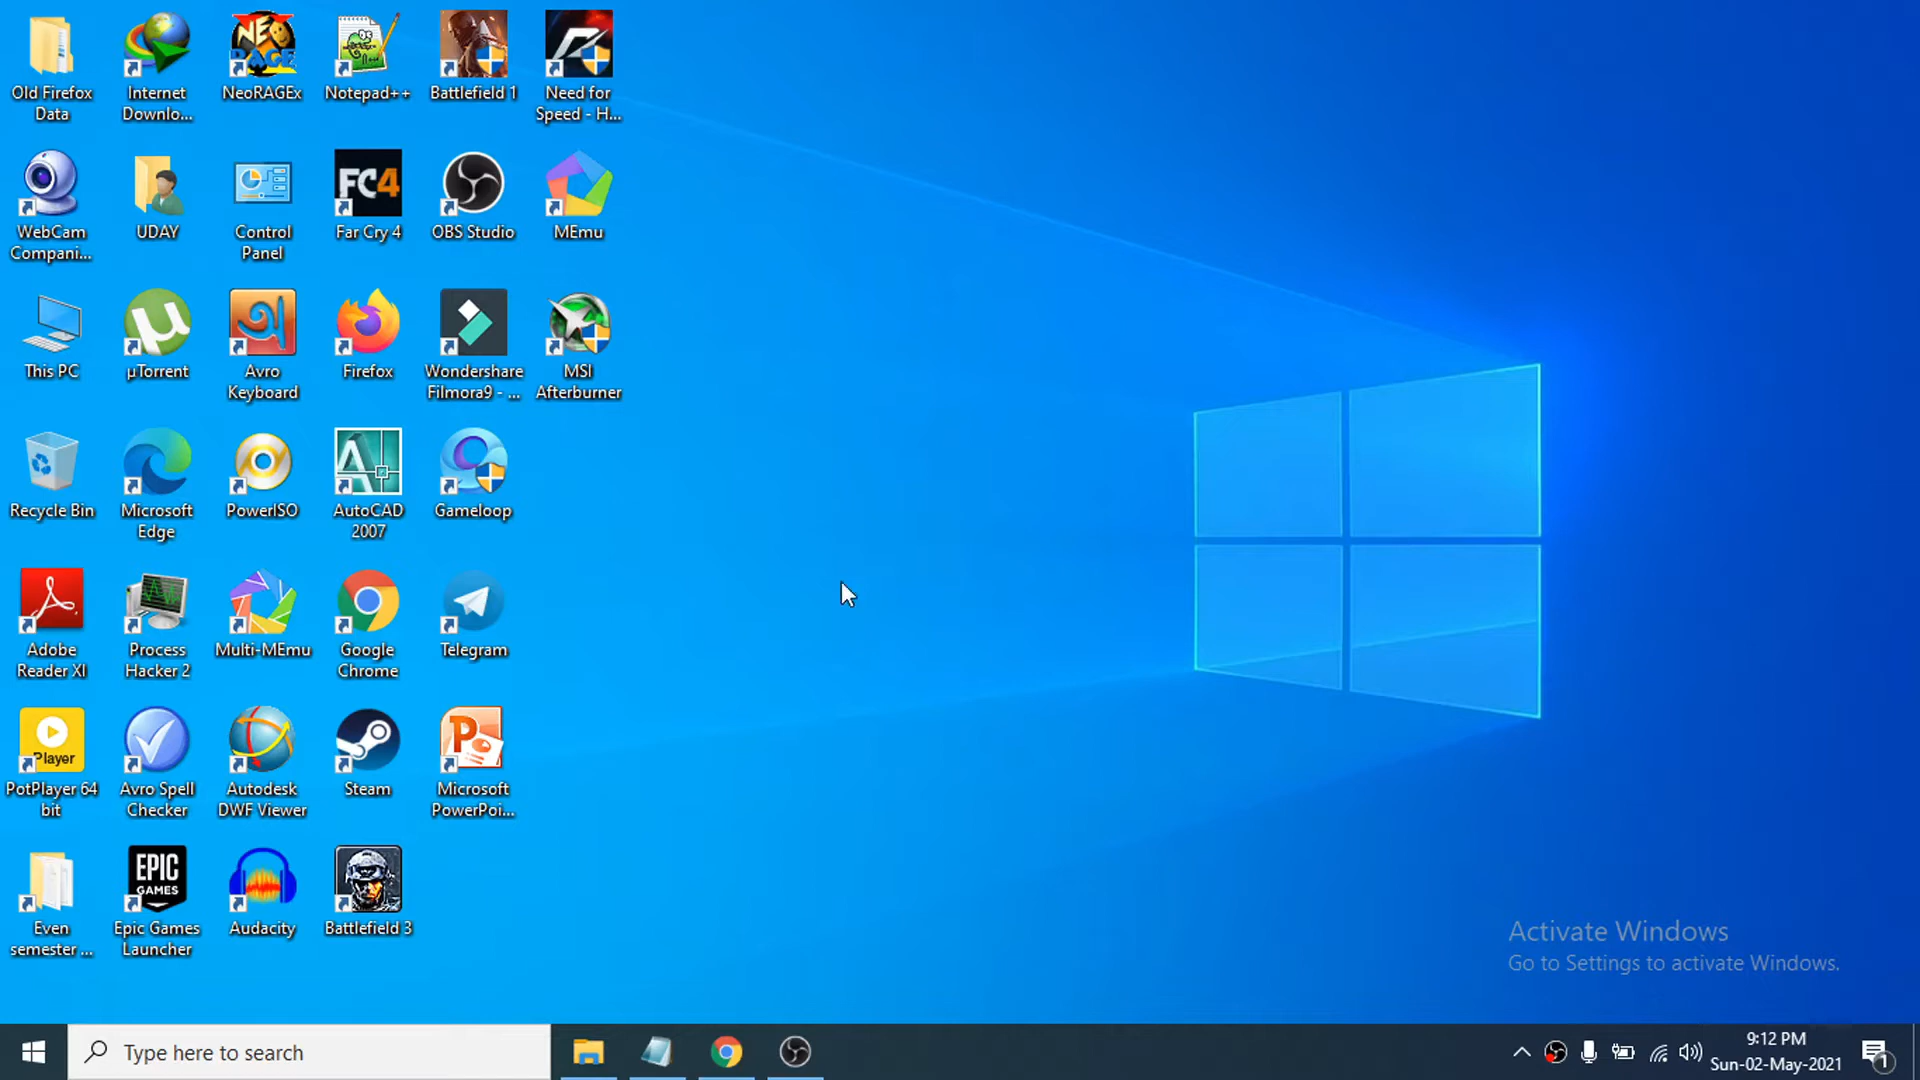 Old Firefox
Data
Internet
Downlo...
NEO
RAGE
NeoRAGEx
Notepad++
Battlefield 1
Need for
Speed - H...
WebCam
Compani...
UDAY
Control
Panel
FC4
Far Cry 4
OBS Studio
MEmu
This PC
µTorrent
Avro
Keyboard
Firefox
Wondershare
Filmora9 - ...
MSI
Afterburner
Recycle Bin
Microsoft
Edge
PowerISO
AutoCAD
2007
Gameloop
Adobe
Reader XI
Process
Hacker 2
Multi-MEmu
Google
Chrome
Telegram
Player
PotPlayer 64
bit
Avro Spell
Checker
Autodesk
DWF Viewer
Steam
Microsoft
PowerPoi...
Even
semester ...
EPIC
GAMES
Epic Games
Launcher
Audacity
Battlefield 3
Activate Windows
Go to Settings to activate Windows.
Type here to search
9:12 PM
Sun-02-May-2021
1